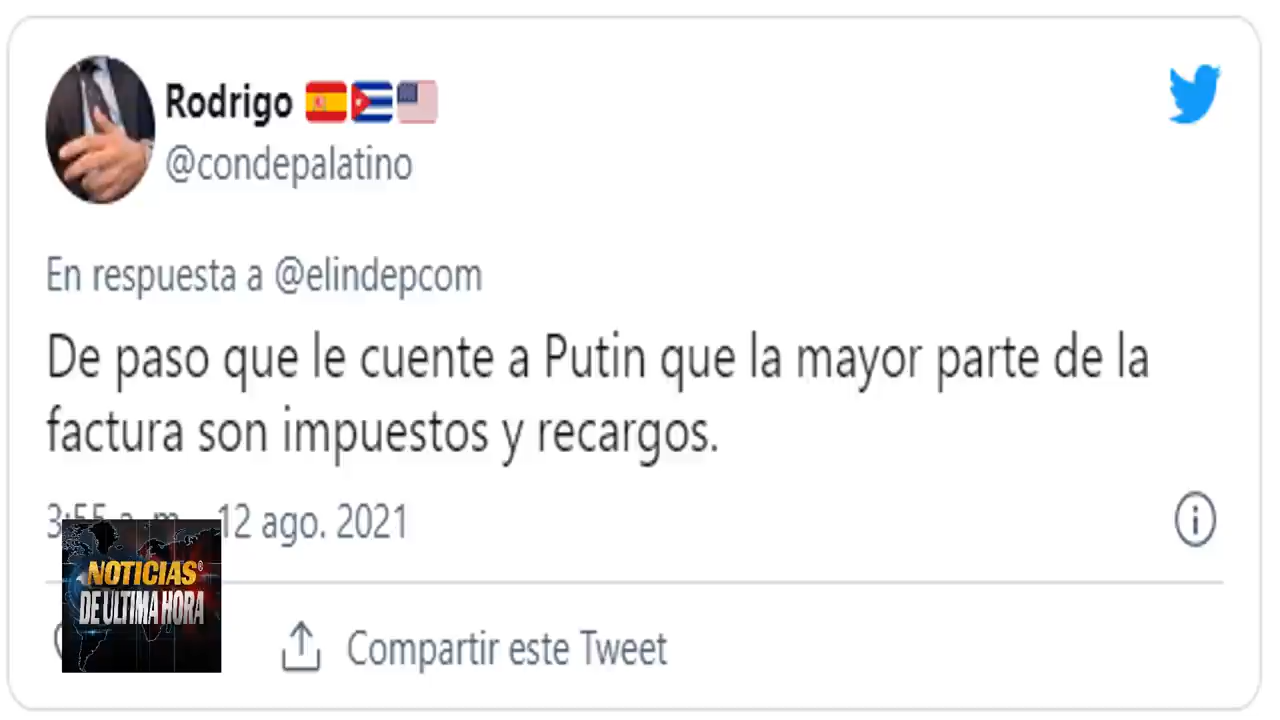 Rodrigo 🇪🇸🇨🇺🇺🇸
@condepalatino
En respuesta a @elindepcom
De paso que le cuente a Putin que la mayor parte de la
factura son impuestos y recargos.
3:55 a. m. 12 ago. 2021
NOTICIAS®
DE ULTIMA HORA
Compartir este Tweet